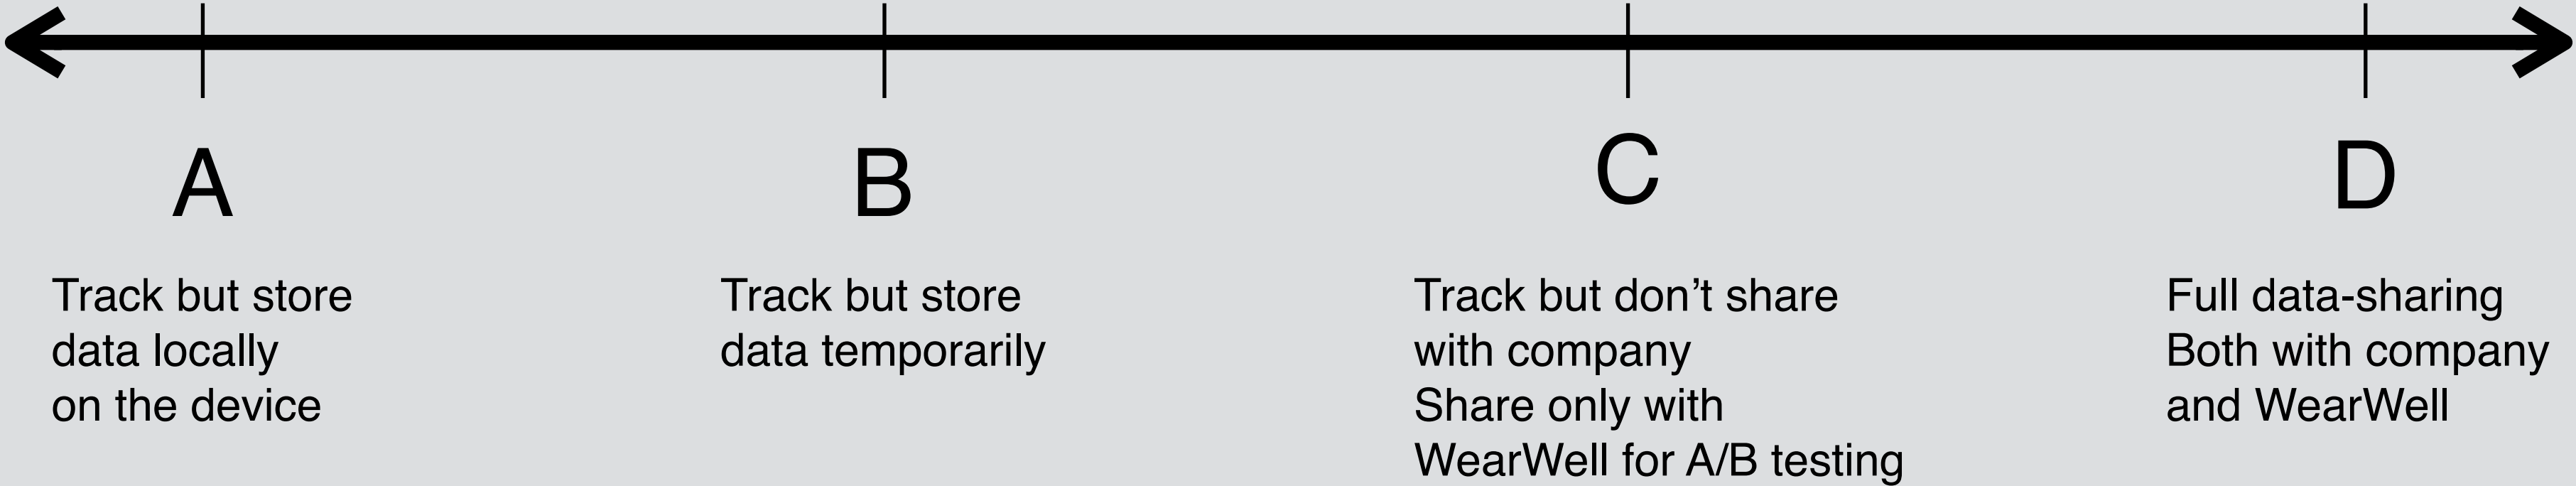 A
Track but store
data locally
on the device
B
Track but store
data temporarily
C
Track but don’t share
with company
Share only with
WearWell for A/B testing
D
Full data-sharing
Both with company
and WearWell